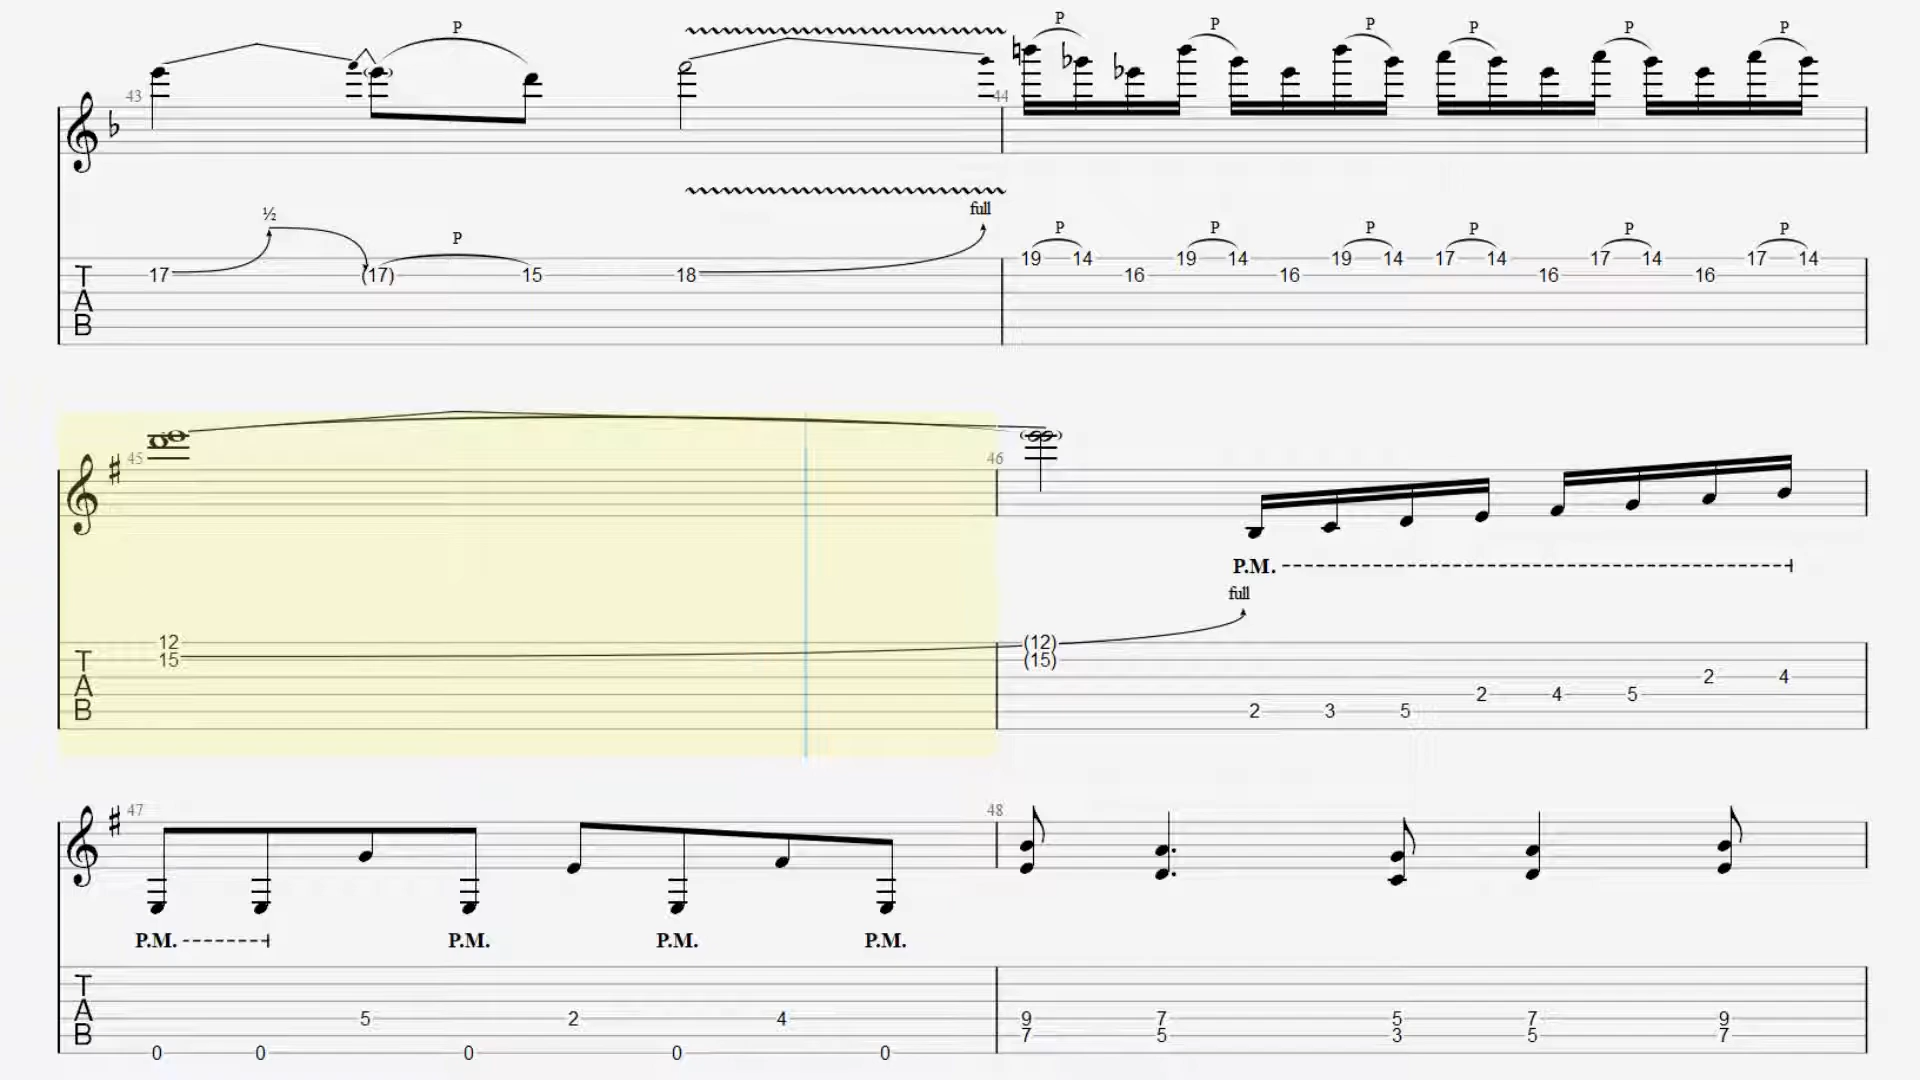 P P P P P P P
43 44
full
½
P P P P P P P
17 (17) 15 18 19 14 16 19 14 16 19 14 17 14 16 17 14 16 17 14
T
A
B
45 46
P.M.
full
12 (12)
T 15 (15)
A 2 4
2 4 5
B 2 3 5
47 48
P.M. P.M. P.M. P.M.
T
A
5 2 4 9 7 5 7 9
B 7 5 3 5 7
0 0 0 0 0